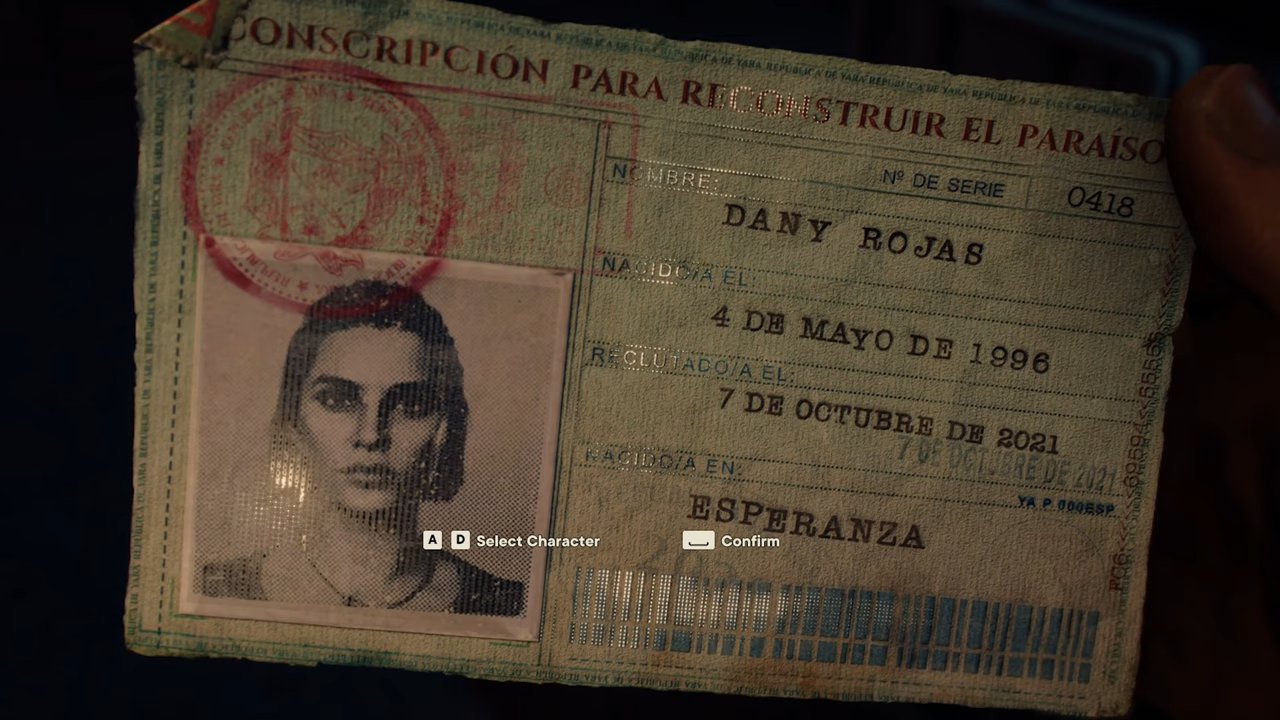 CONSCRIPCIÓN PARA RECONSTRUIR EL PARAÍSO
NOMBRE:
Nº DE SERIE
0418
DANY ROJAS
NACIDO/A EL
4 DE MAYO DE 1996
RECLUTADO/A EL:
7 DE OCTUBRE DE 2021
7 DE OCTUBRE DE 2021
NACIDO/A EN:
YA P 000ESP
ESPERANZA
A D Select Character
Confirm